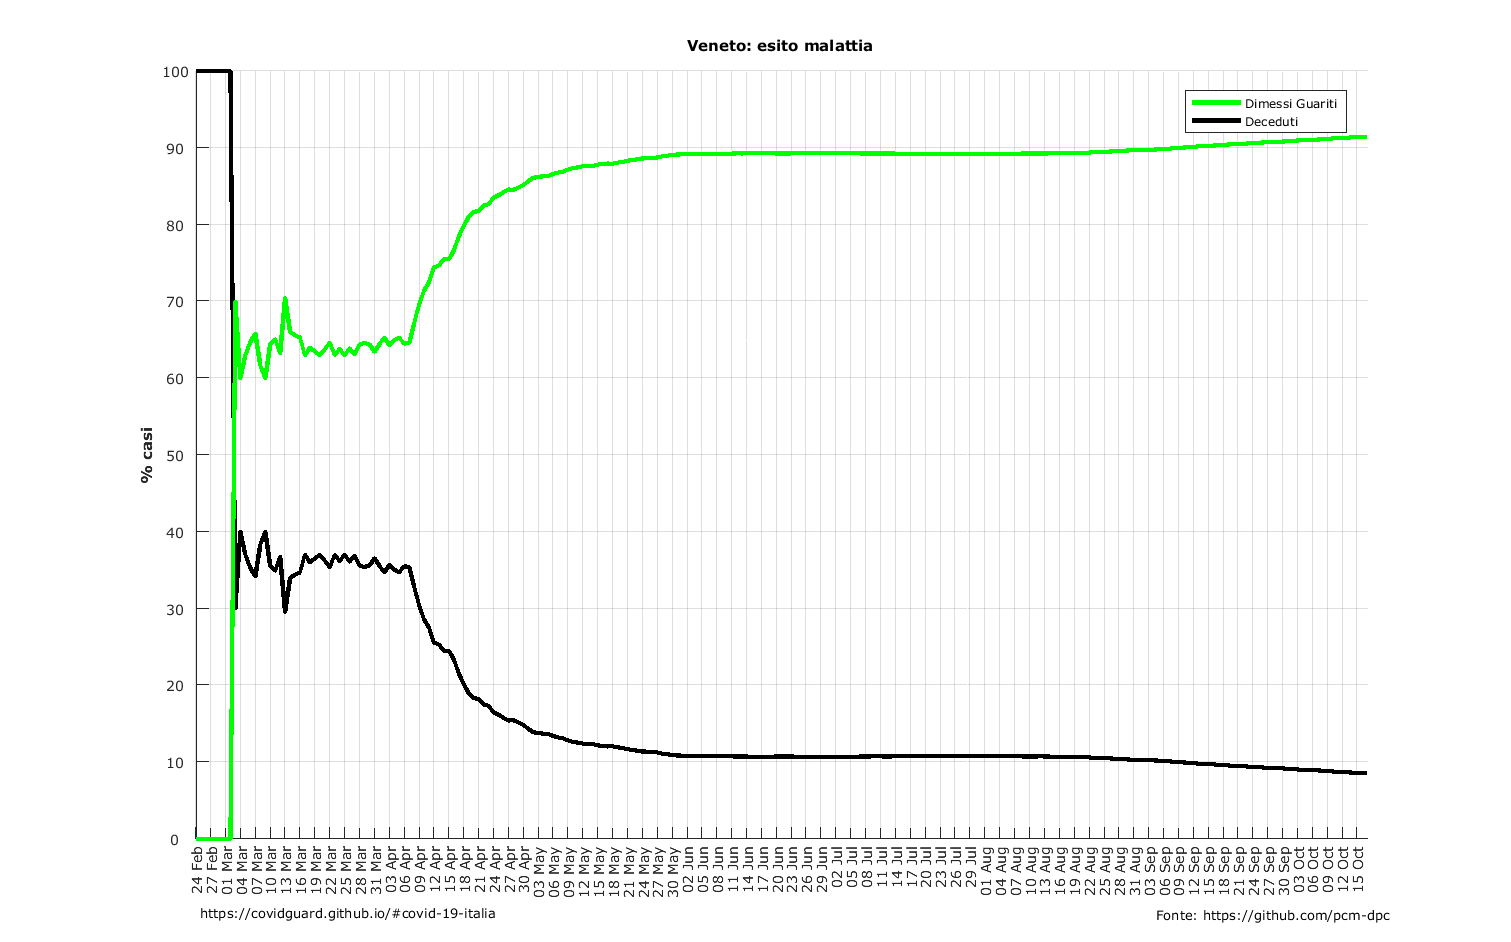 Veneto: esito malattia
Dimessi Guariti
Deceduti
% casi
100
90
80
70
60
50
40
30
20
10
0
24 Feb
27 Feb
01 Mar
04 Mar
07 Mar
10 Mar
13 Mar
16 Mar
19 Mar
22 Mar
25 Mar
28 Mar
31 Mar
03 Apr
06 Apr
09 Apr
12 Apr
15 Apr
18 Apr
21 Apr
24 Apr
27 Apr
30 Apr
03 May
06 May
09 May
12 May
15 May
18 May
21 May
24 May
27 May
30 May
02 Jun
05 Jun
08 Jun
11 Jun
14 Jun
17 Jun
20 Jun
23 Jun
26 Jun
29 Jun
02 Jul
05 Jul
08 Jul
11 Jul
14 Jul
17 Jul
20 Jul
23 Jul
26 Jul
29 Jul
01 Aug
04 Aug
07 Aug
10 Aug
13 Aug
16 Aug
19 Aug
22 Aug
25 Aug
28 Aug
31 Aug
03 Sep
06 Sep
09 Sep
12 Sep
15 Sep
18 Sep
21 Sep
24 Sep
27 Sep
30 Sep
03 Oct
06 Oct
09 Oct
12 Oct
15 Oct
https://covidguard.github.io/#covid-19-italia
Fonte: https://github.com/pcm-dpc